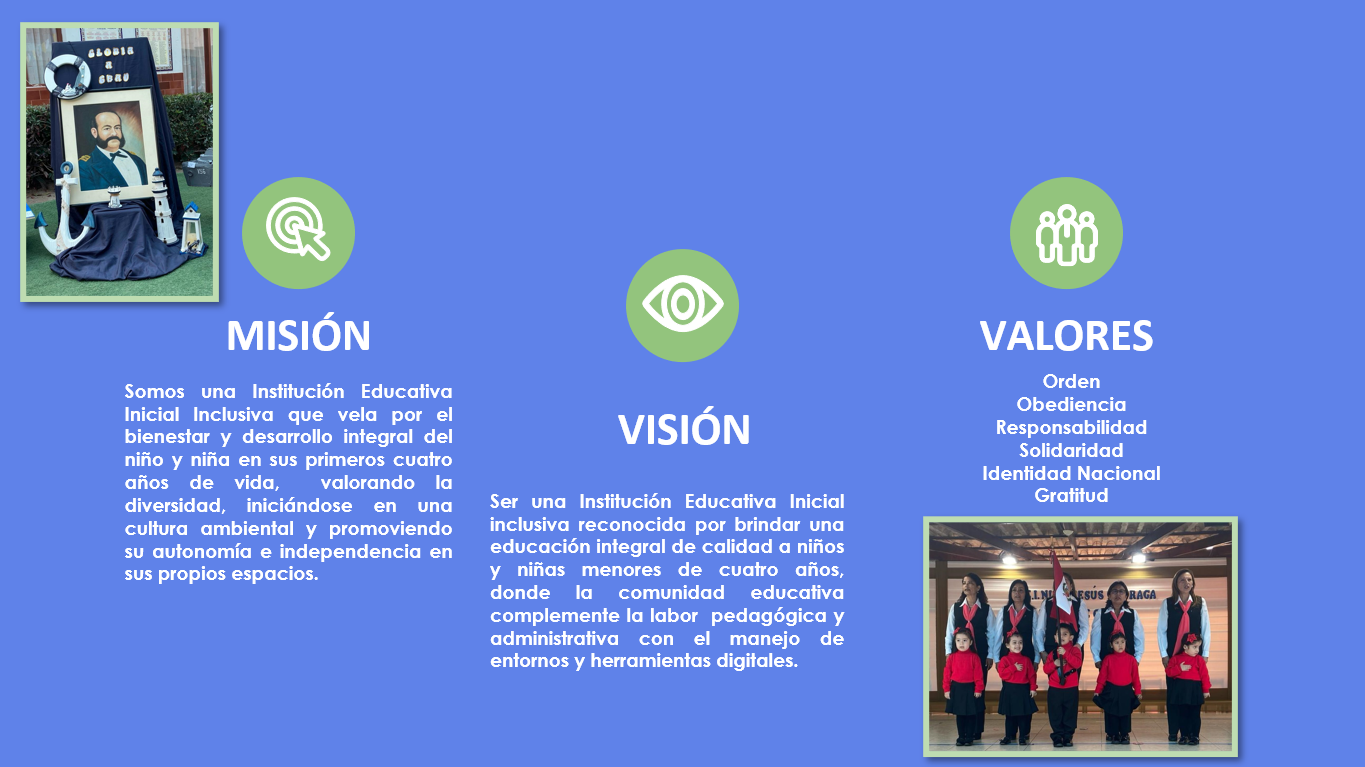 GLORIA
A
GRAU
MISIÓN
Somos una Institución Educativa
Inicial Inclusiva que vela por el
bienestar y desarrollo integral del
niño y niña en sus primeros cuatro
años de vida, valorando la
diversidad, iniciándose en una
cultura ambiental y promoviendo
su autonomía e independencia en
sus propios espacios.
VISIÓN
Ser una Institución Educativa Inicial
inclusiva reconocida por brindar una
educación integral de calidad a niños
y niñas menores de cuatro años,
donde la comunidad educativa
complemente la labor pedagógica y
administrativa con el manejo de
entornos y herramientas digitales.
VALORES
Orden
Obediencia
Responsabilidad
Solidaridad
Identidad Nacional
Gratitud